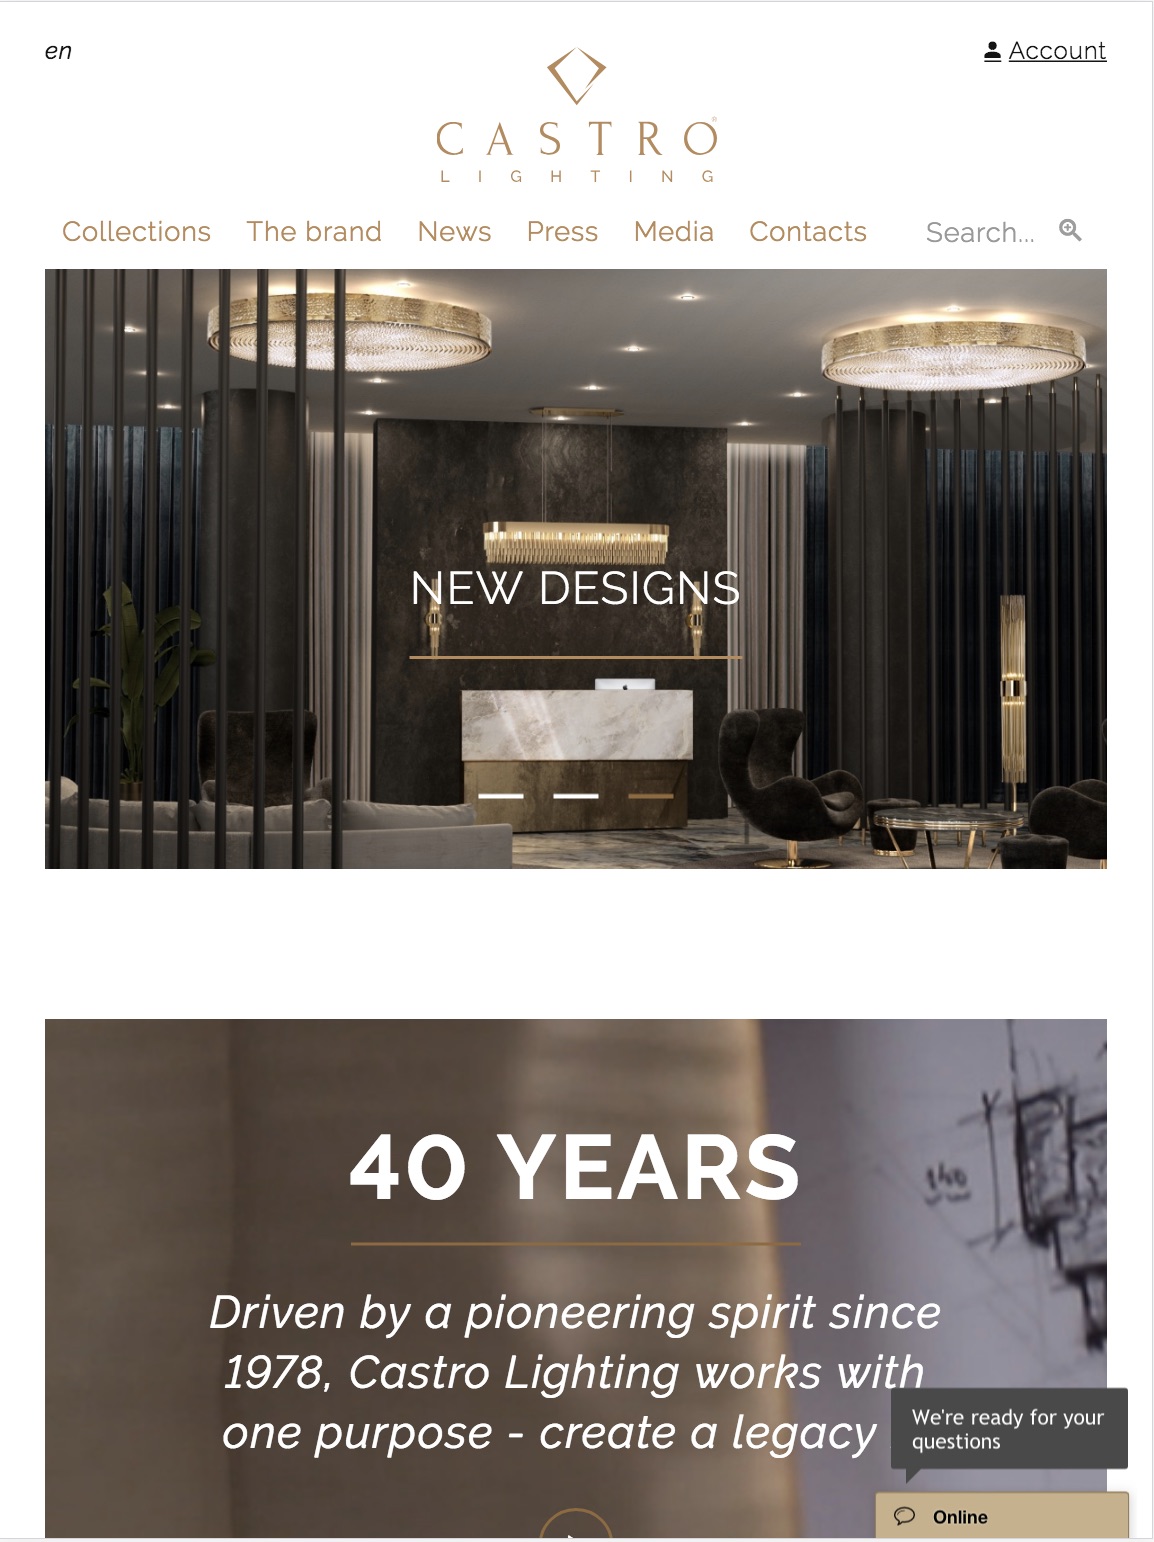 en
Account
CASTRO®
LIGHTING
Collections The brand News Press Media Contacts Search...
NEW DESIGNS
40 YEARS
Driven by a pioneering spirit since
1978, Castro Lighting works with
one purpose - create a legacy
We're ready for your
questions
Online